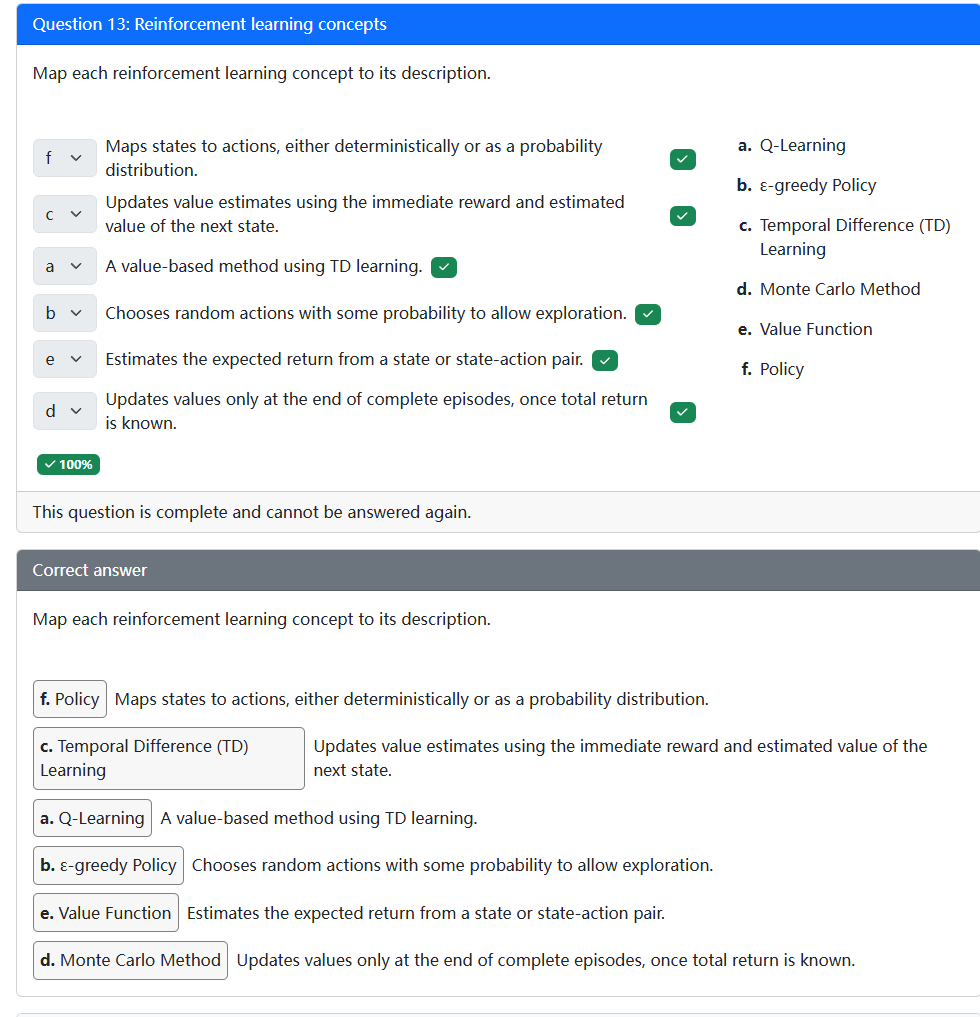 Question 13: Reinforcement learning concepts
Map each reinforcement learning concept to its description.
f
Maps states to actions, either deterministically or as a probability
distribution.
c
Updates value estimates using the immediate reward and estimated
value of the next state.
a
A value-based method using TD learning.
b
Chooses random actions with some probability to allow exploration.
e
Estimates the expected return from a state or state-action pair.
d
Updates values only at the end of complete episodes, once total return
is known.
a. Q-Learning
b. ε-greedy Policy
c. Temporal Difference (TD)
Learning
d. Monte Carlo Method
e. Value Function
f. Policy
100%
This question is complete and cannot be answered again.
Correct answer
Map each reinforcement learning concept to its description.
f. Policy Maps states to actions, either deterministically or as a probability distribution.
c. Temporal Difference (TD)
Learning
Updates value estimates using the immediate reward and estimated value of the
next state.
a. Q-Learning A value-based method using TD learning.
b. ε-greedy Policy Chooses random actions with some probability to allow exploration.
e. Value Function Estimates the expected return from a state or state-action pair.
d. Monte Carlo Method Updates values only at the end of complete episodes, once total return is known.